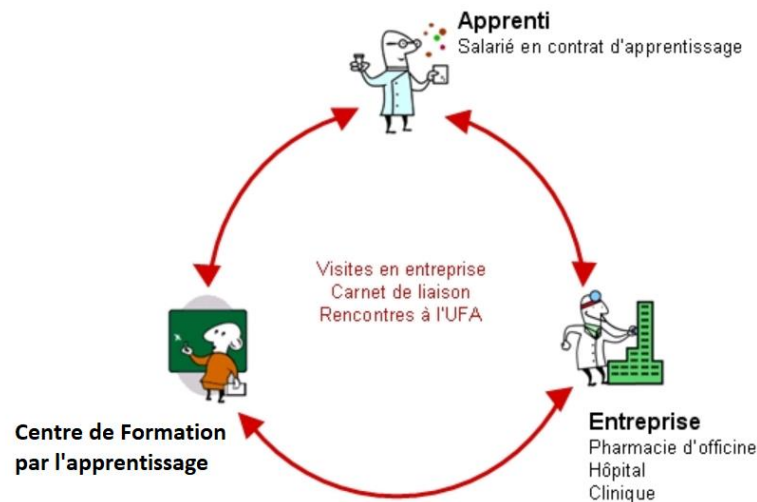 Apprenti
Salarié en contrat d'apprentissage
Visites en entreprise
Carnet de liaison
Rencontres à l'UFA
Centre de Formation
par l'apprentissage
Entreprise
Pharmacie d'officine
Hôpital
Clinique